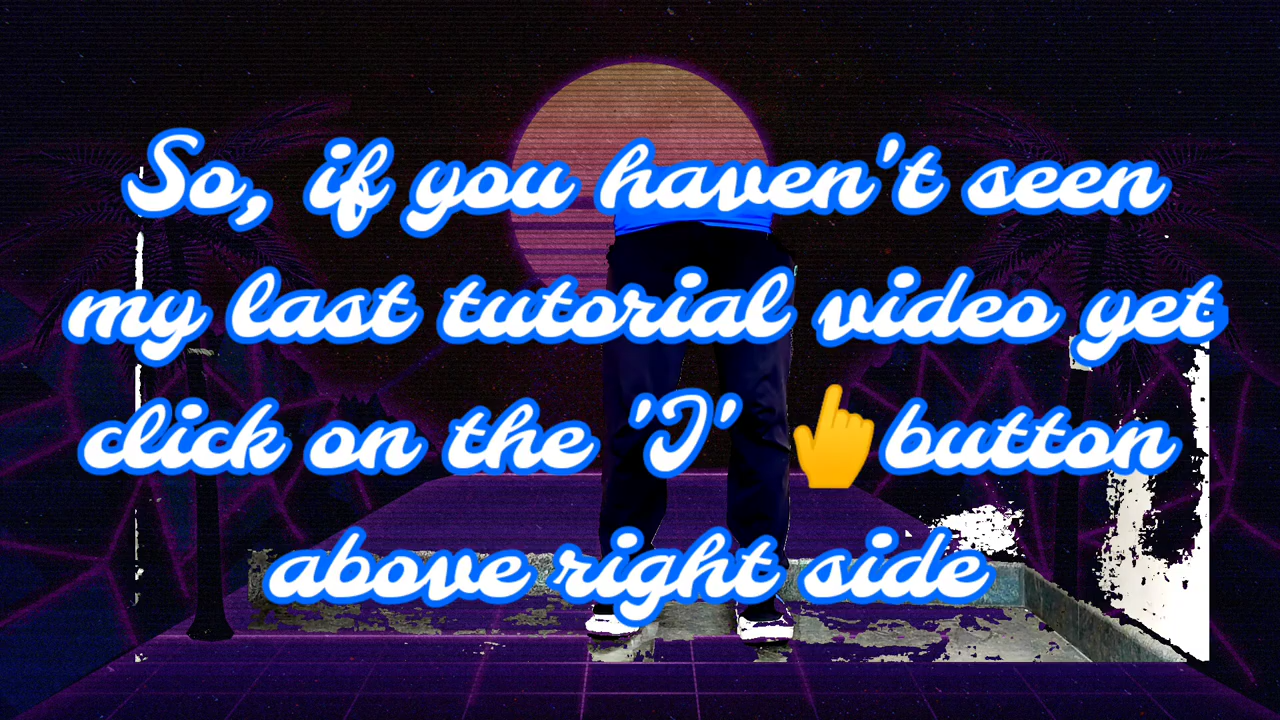 So, if you haven't seen
my last tutorial video yet
click on the 'I' 👆button
above right side